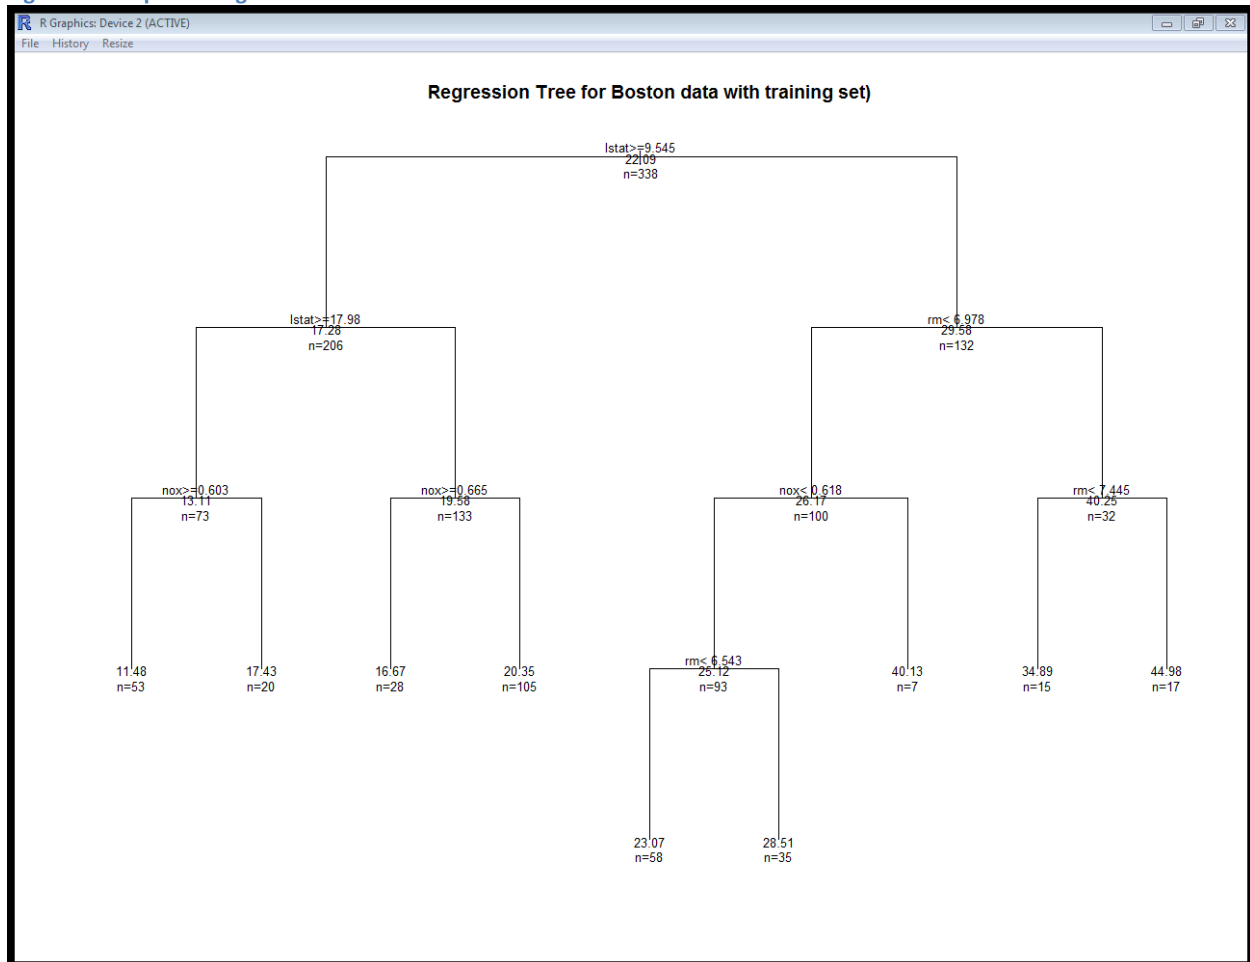 R Graphics: Device 2 (ACTIVE)
File History Resize
Regression Tree for Boston data with training set)
lstat>=9.545
22.09
n=338
lstat>=17.98
17.28
n=206
rm< 6.978
29.58
n=132
nox>=0.603
13.11
n=73
nox>=0.665
19.58
n=133
nox< 0.618
26.17
n=100
rm< 7.445
40.25
n=32
11.48
n=53
17.43
n=20
16.67
n=28
20.35
n=105
rm< 6.543
25.12
n=93
40.13
n=7
34.89
n=15
44.98
n=17
23.07
n=58
28.51
n=35